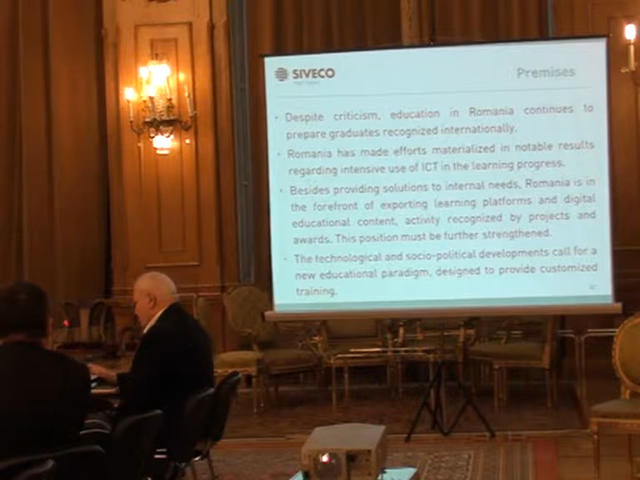 SIVECO
Premises
Despite criticism, education in Romania continues to
prepare graduates recognized internationally.
Romania has made efforts materialized in notable results
regarding intensive use of ICT in the learning progress.
Besides providing solutions to internal needs, Romania is in
the forefront of exporting learning platforms and digital
educational content, activity recognized by projects and
awards. This position must be further strengthened.
The technological and socio-political developments call for a
new educational paradigm, designed to provide customized
training.